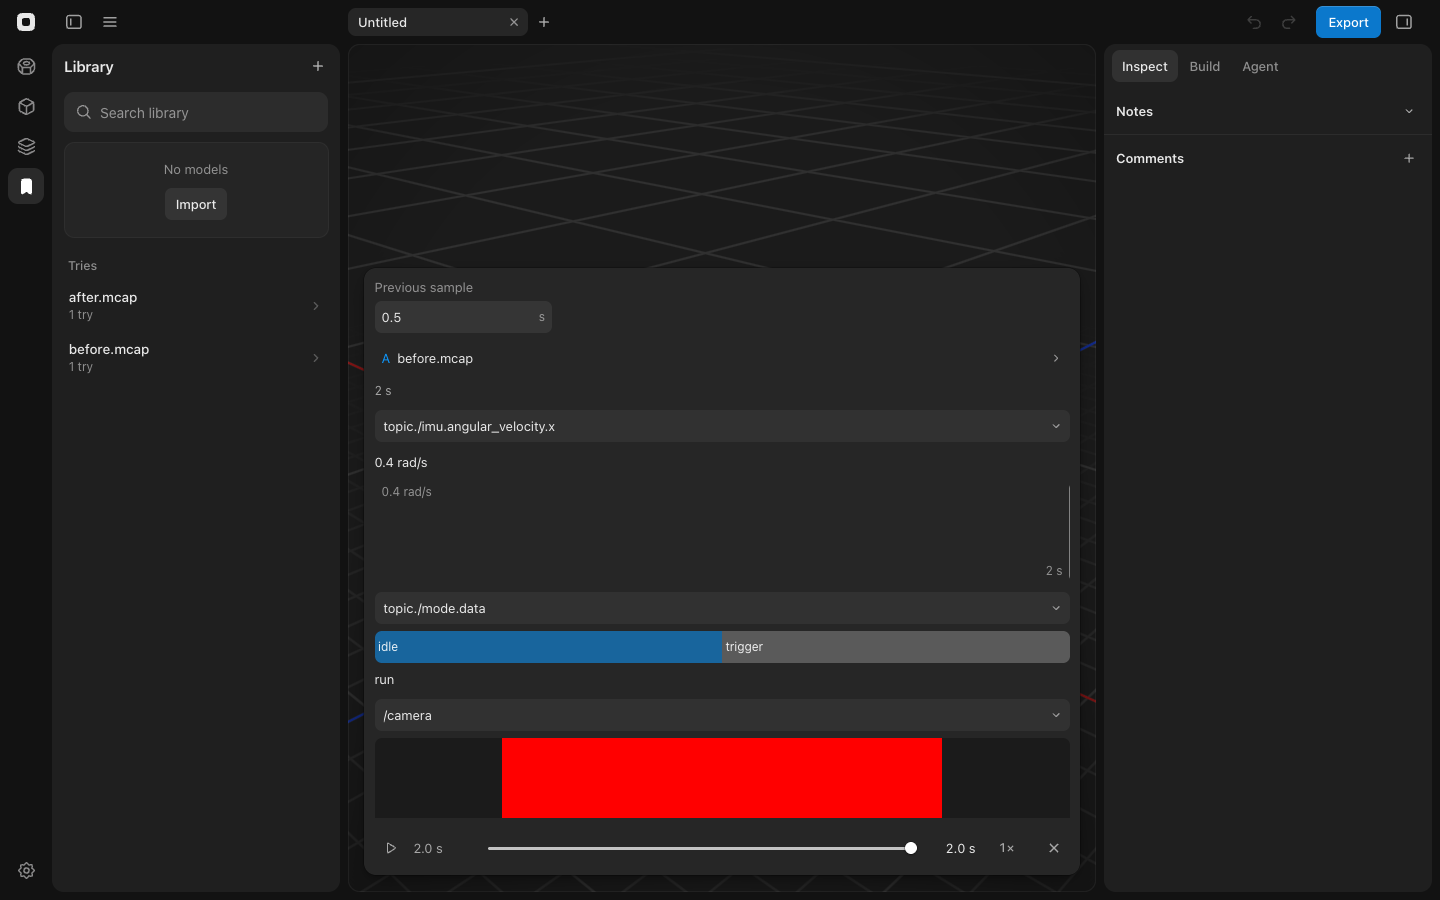 Untitled
Export
Library
Search library
No models
Import
Tries
after.mcap
1 try
before.mcap
1 try
Previous sample
0.5 s
A before.mcap
2 s
topic./imu.angular_velocity.x
0.4 rad/s
0.4 rad/s
2 s
topic./mode.data
idle trigger
run
/camera
2.0 s 2.0 s 1×
Inspect Build Agent
Notes
Comments